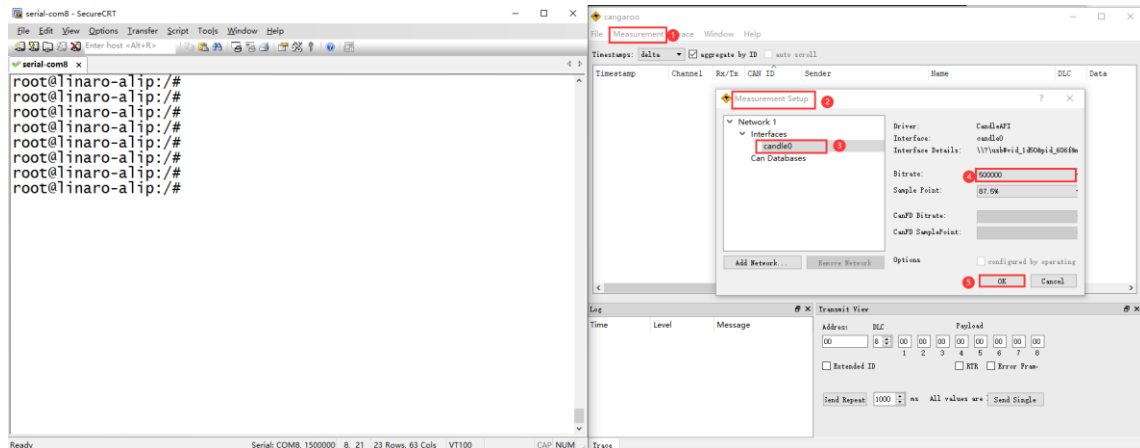 serial-com8 - SecureCRT
File Edit View Options Transfer Script Tools Window Help
Enter host <Alt+R>
serial-com8 ×
root@linaro-alip:/#
root@linaro-alip:/#
root@linaro-alip:/#
root@linaro-alip:/#
root@linaro-alip:/#
root@linaro-alip:/#
root@linaro-alip:/#
root@linaro-alip:/#
Ready Serial: COM8, 1500000 8, 21 23 Rows, 63 Cols VT100 CAP NUM
cangaroo
File Measurement 1 race Window Help
Timestamps: delta aggregate by ID auto scroll
Timestamp Channel Rx/Tx CAN ID Sender Name DLC Data
Measurement Setup 2 ? ×
Network 1
Interfaces
candle0 3
Can Databases
Add Network... Remove Network
Driver: CandleAPI
Interface: candle0
Interface Details:
Bitrate: 4 500000
Sample Point: 87.5%
CanFD Bitrate:
CanFD SamplePoint:
Options configured by operating
5 OK Cancel
Log
Time Level Message
Transmit View
Address DLC Payload
00 8 00 00 00 00 00 00 00 00
1 2 3 4 5 6 7 8
Extended ID RTR Error Fram
Send Repeat 1000 ms All values are Send Single
Trace